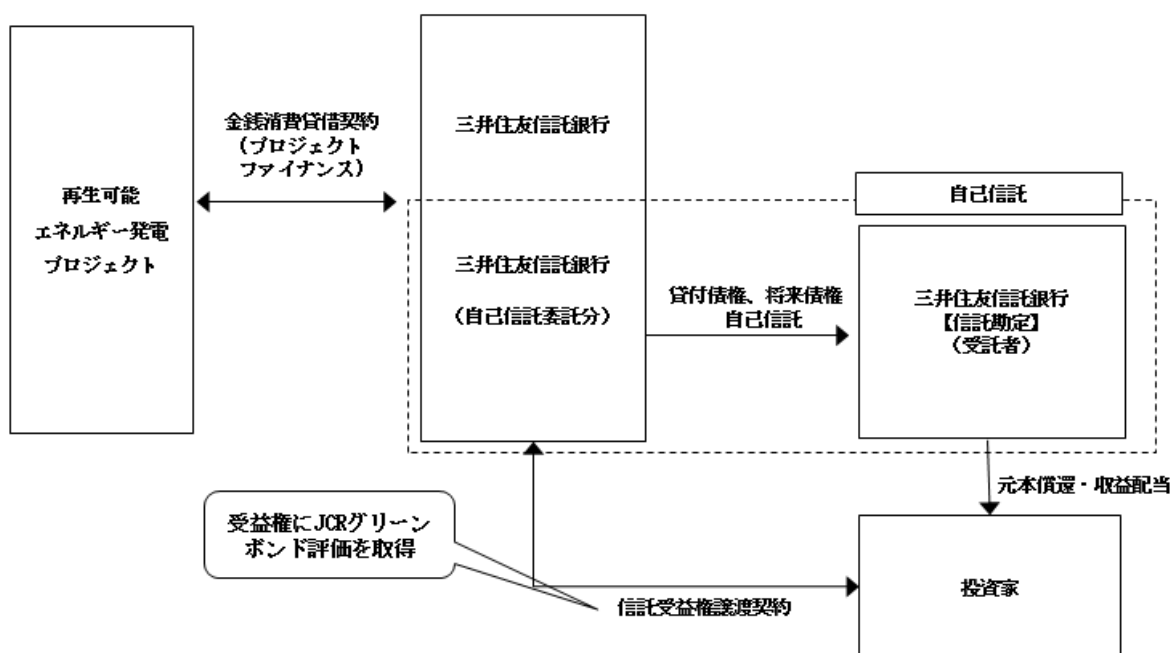 再生可能
エネルギー発電
プロジェクト
金銭消費貸借契約
（プロジェクト
ファイナンス）
三井住友信託銀行
三井住友信託銀行
（自己信託委託分）
貸付債権、将来債権
自己信託
自己信託
三井住友信託銀行
【信託勘定】
（受託者）
元本償還・収益配当
受益権にJCRグリーン
ボンド評価を取得
信託受益権譲渡契約
投資家